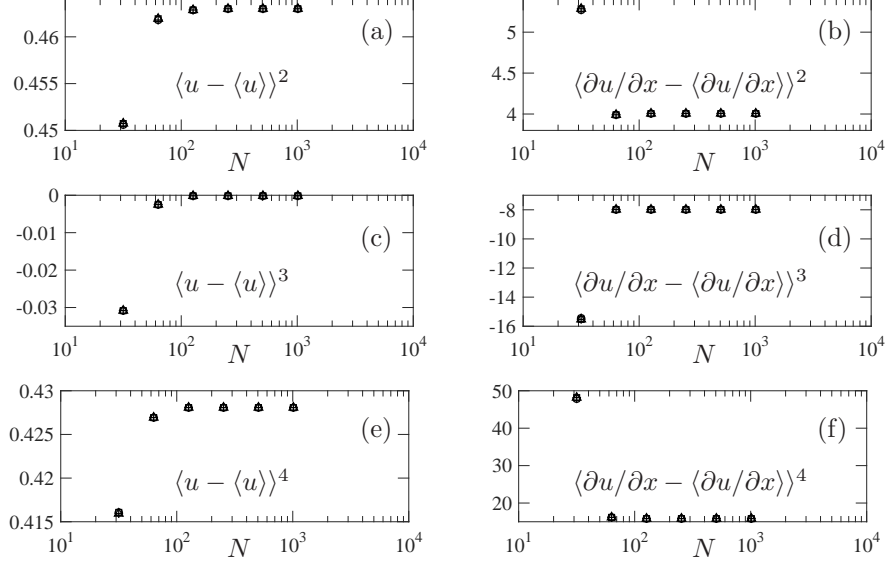 0.46
0.455
0.45
(a)
⟨u − ⟨u⟩⟩²
10¹ 10² 10³ 10⁴
N
5
4.5
4
(b)
⟨∂u/∂x − ⟨∂u/∂x⟩⟩²
10¹ 10² 10³ 10⁴
N
0
-0.01
-0.02
-0.03
(c)
⟨u − ⟨u⟩⟩³
10¹ 10² 10³ 10⁴
N
-8
-10
-12
-14
-16
(d)
⟨∂u/∂x − ⟨∂u/∂x⟩⟩³
10¹ 10² 10³ 10⁴
N
0.43
0.425
0.42
0.415
(e)
⟨u − ⟨u⟩⟩⁴
10¹ 10² 10³ 10⁴
N
50
40
30
20
(f)
⟨∂u/∂x − ⟨∂u/∂x⟩⟩⁴
10¹ 10² 10³ 10⁴
N